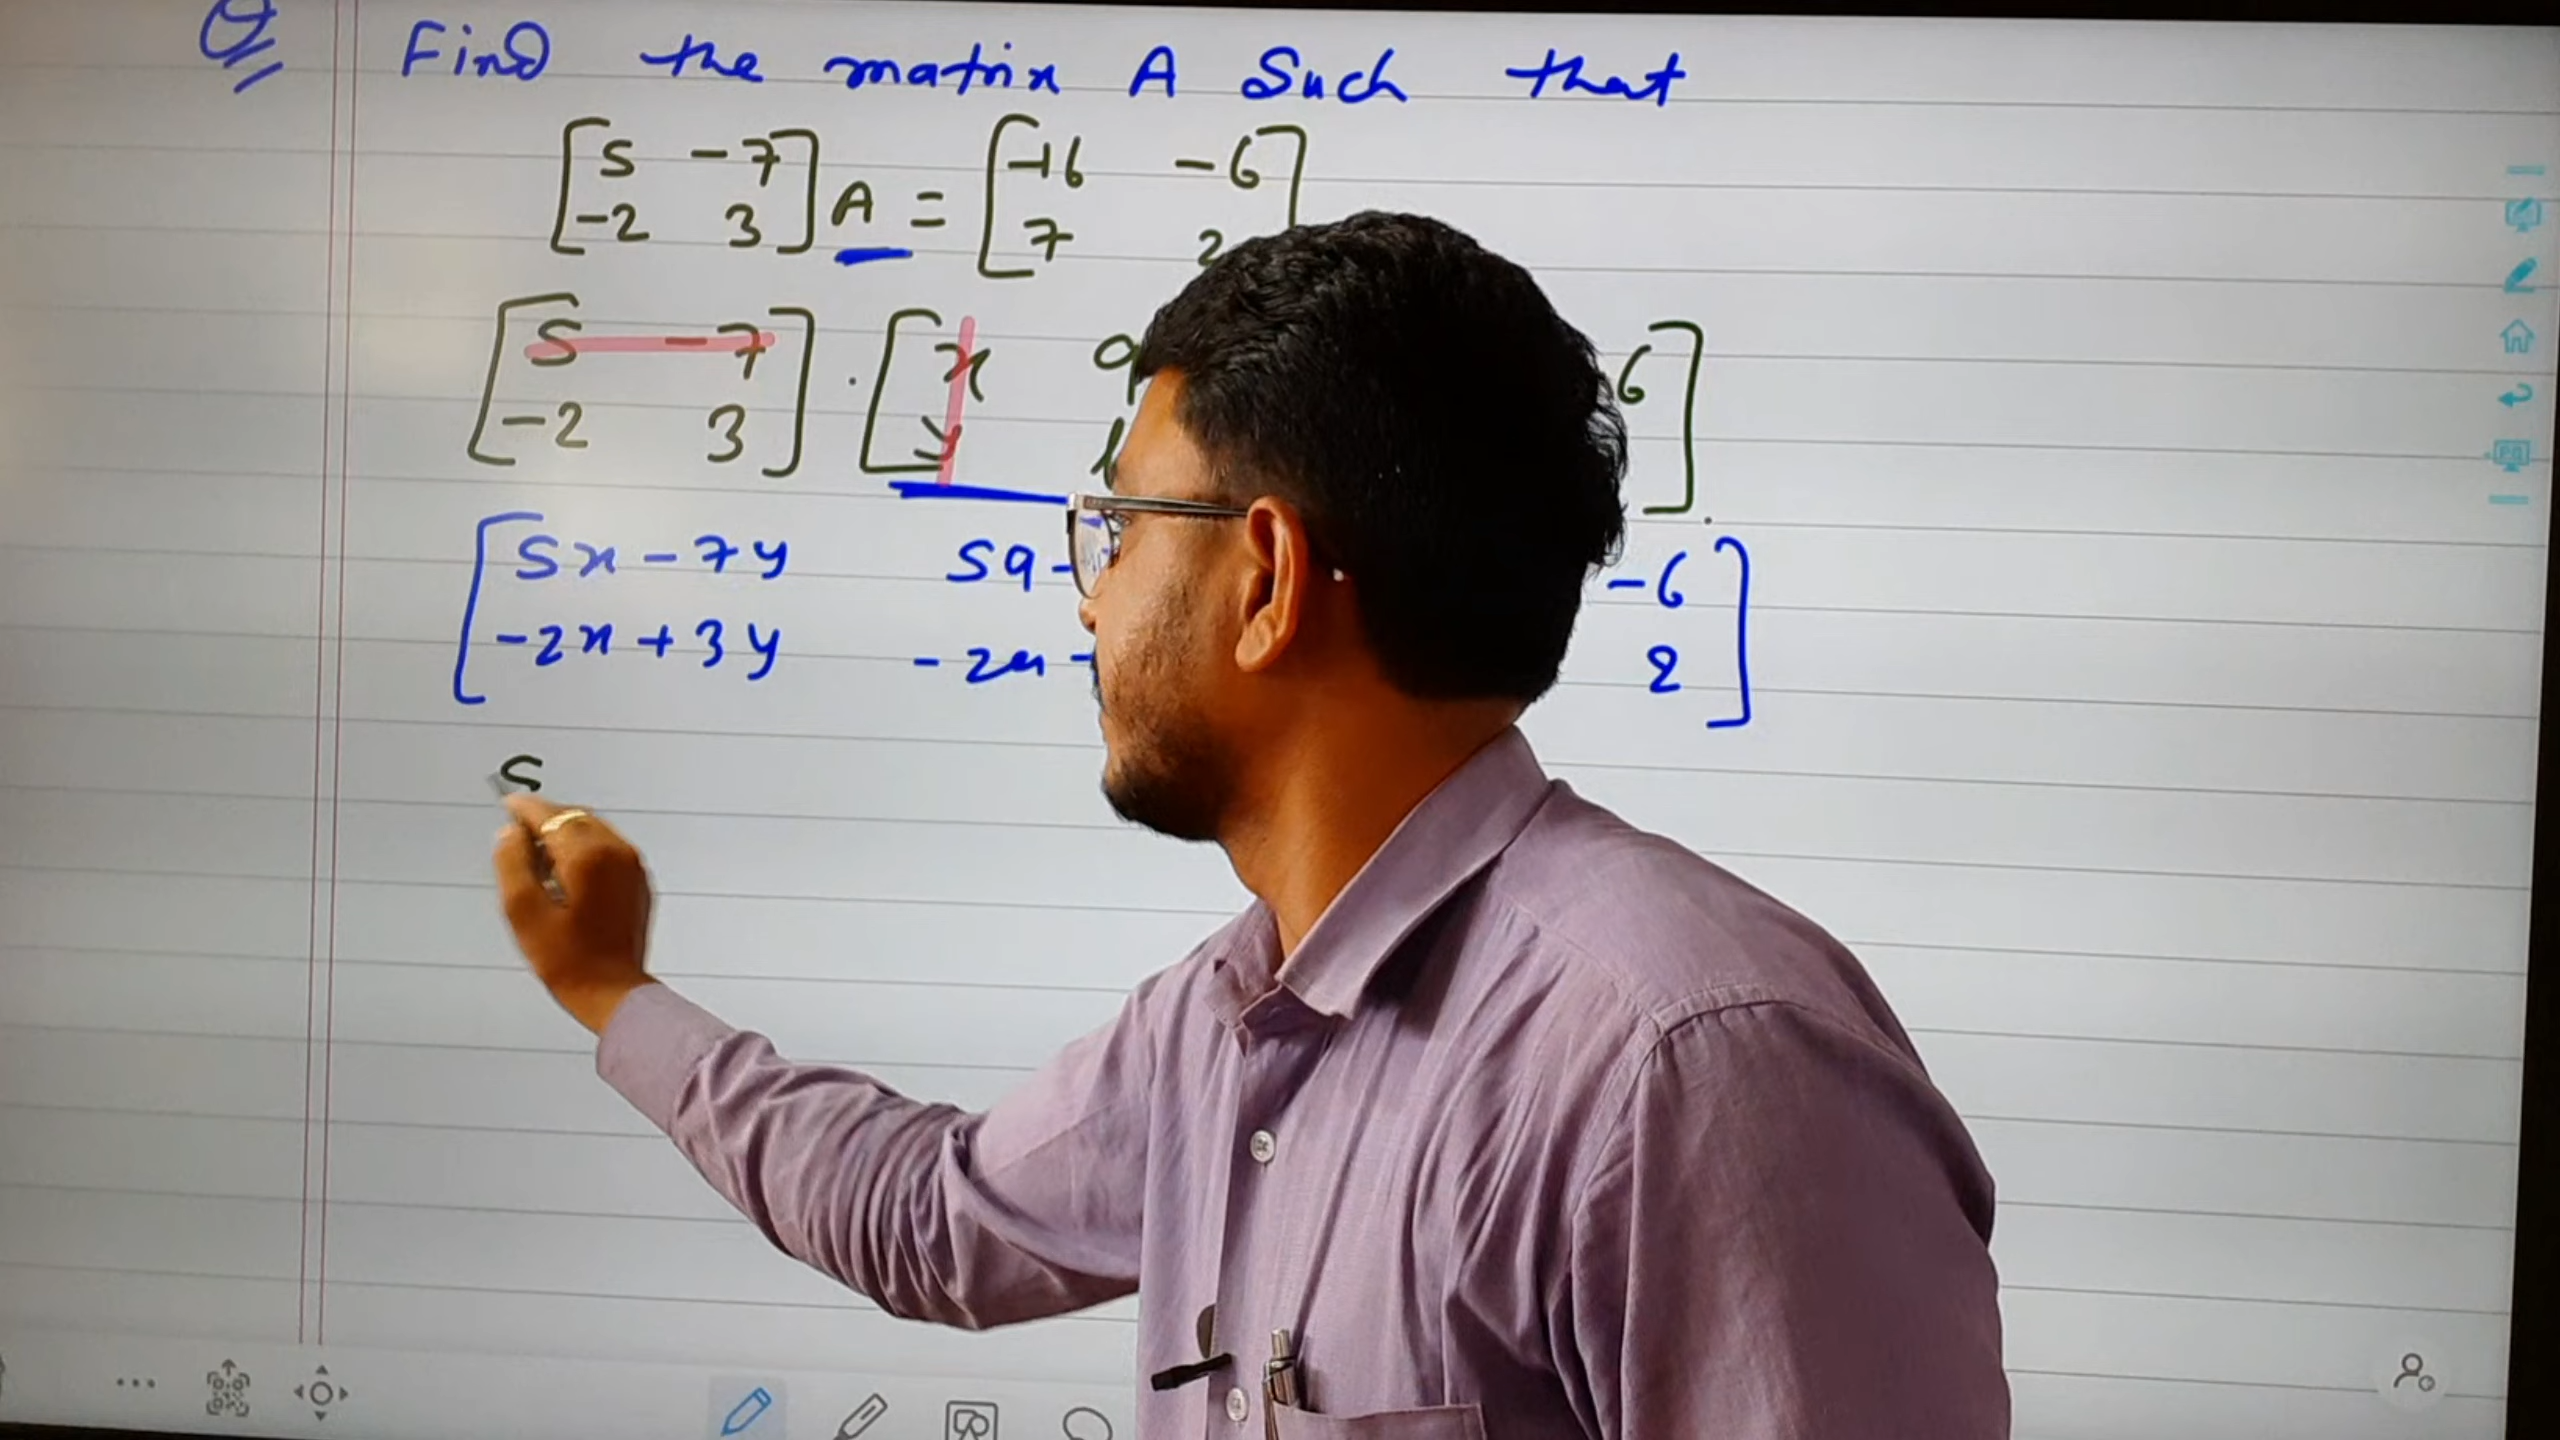 Q Find the matrix A Such that
[5 -7] A = [-16 -6]
[-2 3] [7 2
[5 -7] . [x a 6]
[-2 3] [y ]
[5x - 7y 5a - -6]
[-2x + 3y -2a - 2]
5